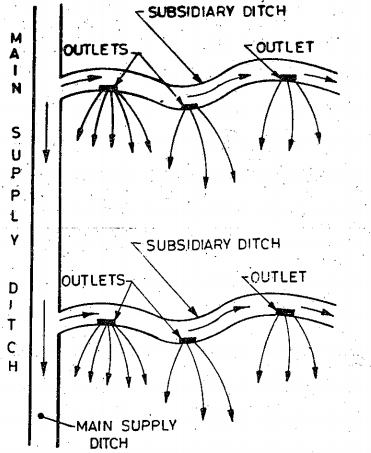 SUBSIDIARY DITCH
OUTLETS
OUTLET
MAIN SUPPLY DITCH
SUBSIDIARY DITCH
OUTLETS
OUTLET
MAIN SUPPLY
DITCH